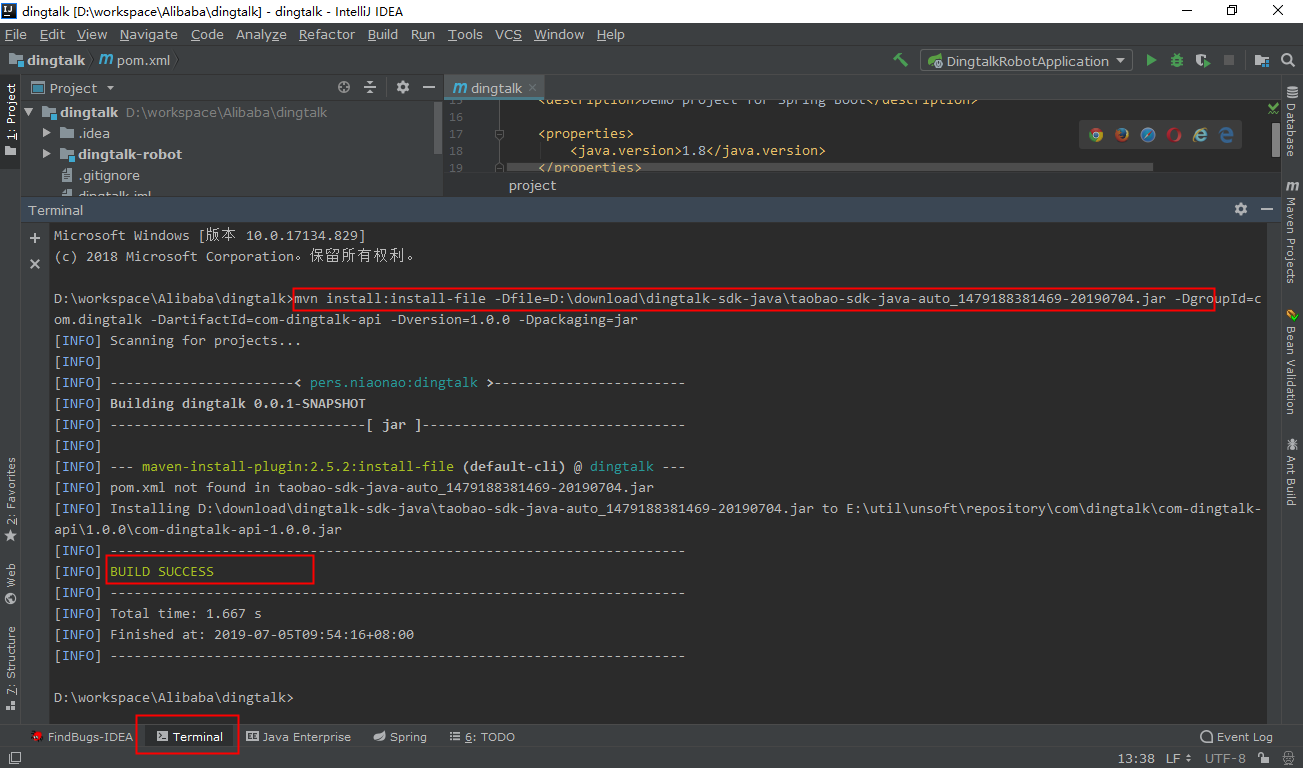 dingtalk [D:\workspace\Alibaba\dingtalk] - dingtalk - IntelliJ IDEA
File Edit View Navigate Code Analyze Refactor Build Run Tools VCS Window Help
dingtalk pom.xml DingtalkRobotApplication
Project dingtalk
1: Project
dingtalk D:\workspace\Alibaba\dingtalk
.idea
dingtalk-robot
.gitignore
dingtalk.iml
15 <description>Demo project for Spring Boot</description>
16
17 <properties>
18 <java.version>1.8</java.version>
19 </properties>
project
Database
Maven Projects
Bean Validation
Ant Build
Terminal
Microsoft Windows [版本 10.0.17134.829]
(c) 2018 Microsoft Corporation。保留所有权利。
D:\workspace\Alibaba\dingtalk>mvn install:install-file -Dfile=D:\download\dingtalk-sdk-java\taobao-sdk-java-auto_1479188381469-20190704.jar -DgroupId=c
om.dingtalk -DartifactId=com-dingtalk-api -Dversion=1.0.0 -Dpackaging=jar
[INFO] Scanning for projects...
[INFO]
[INFO] -----------------------< pers.niaonao:dingtalk >------------------------
[INFO] Building dingtalk 0.0.1-SNAPSHOT
[INFO] --------------------------------[ jar ]---------------------------------
[INFO]
[INFO] --- maven-install-plugin:2.5.2:install-file (default-cli) @ dingtalk ---
[INFO] pom.xml not found in taobao-sdk-java-auto_1479188381469-20190704.jar
[INFO] Installing D:\download\dingtalk-sdk-java\taobao-sdk-java-auto_1479188381469-20190704.jar to E:\util\unsoft\repository\com\dingtalk\com-dingtalk-
api\1.0.0\com-dingtalk-api-1.0.0.jar
[INFO] ------------------------------------------------------------------------
[INFO] BUILD SUCCESS
[INFO] ------------------------------------------------------------------------
[INFO] Total time: 1.667 s
[INFO] Finished at: 2019-07-05T09:54:16+08:00
[INFO] ------------------------------------------------------------------------
D:\workspace\Alibaba\dingtalk>
2: Favorites
Web
7: Structure
FindBugs-IDEA Terminal Java Enterprise Spring 6: TODO Event Log
13:38 LF UTF-8